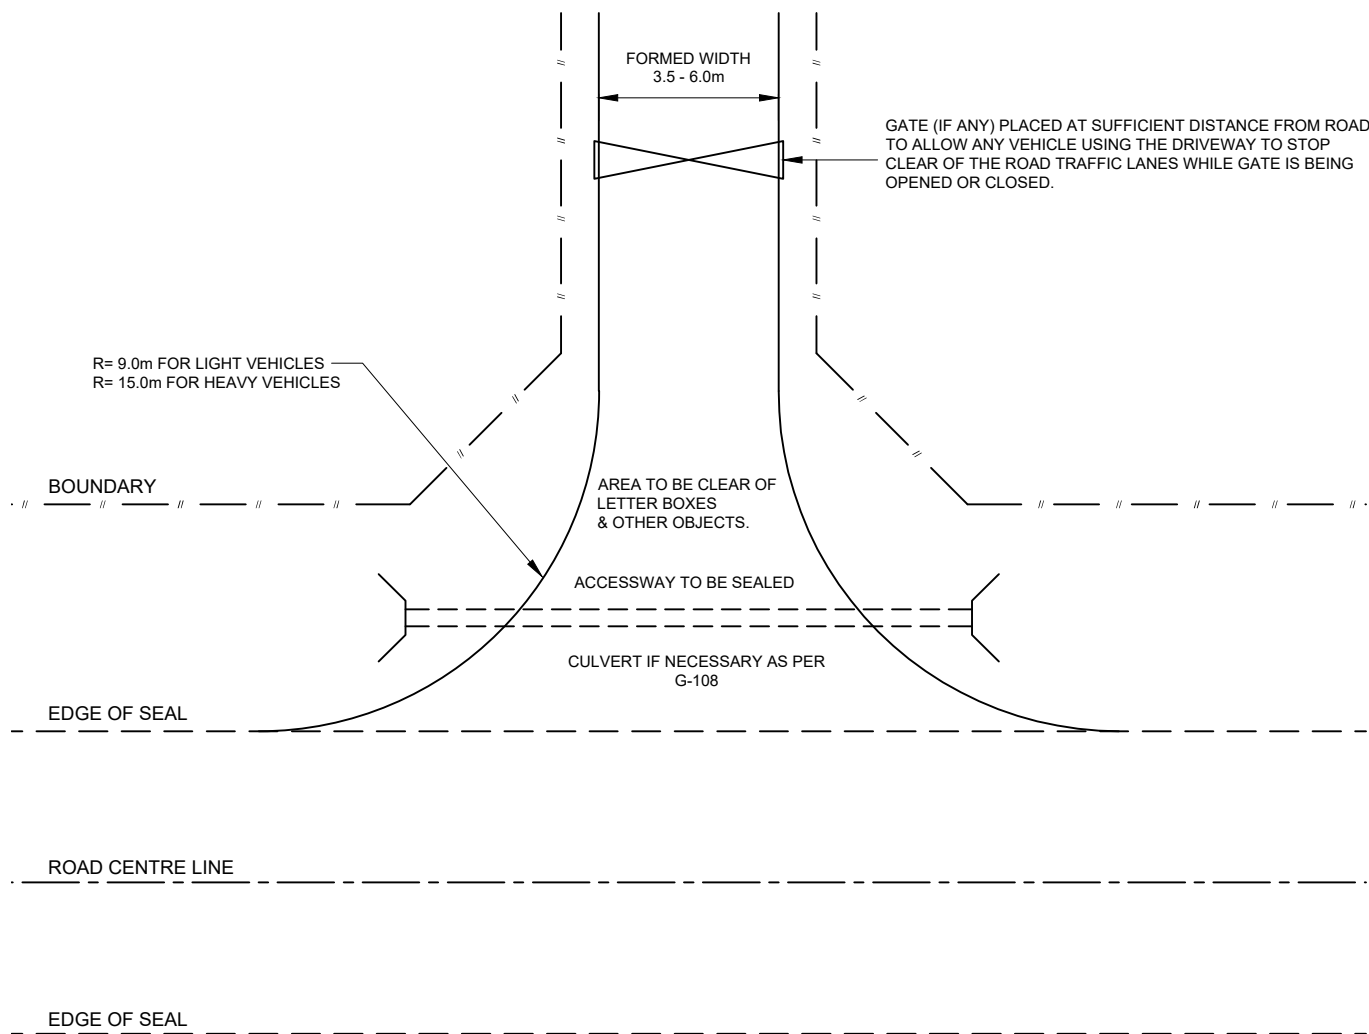 FORMED WIDTH
3.5 - 6.0m
GATE (IF ANY) PLACED AT SUFFICIENT DISTANCE FROM ROAD
TO ALLOW ANY VEHICLE USING THE DRIVEWAY TO STOP
CLEAR OF THE ROAD TRAFFIC LANES WHILE GATE IS BEING
OPENED OR CLOSED.
R= 9.0m FOR LIGHT VEHICLES
R= 15.0m FOR HEAVY VEHICLES
BOUNDARY
AREA TO BE CLEAR OF
LETTER BOXES
& OTHER OBJECTS.
ACCESSWAY TO BE SEALED
CULVERT IF NECESSARY AS PER
G-108
EDGE OF SEAL
ROAD CENTRE LINE
EDGE OF SEAL